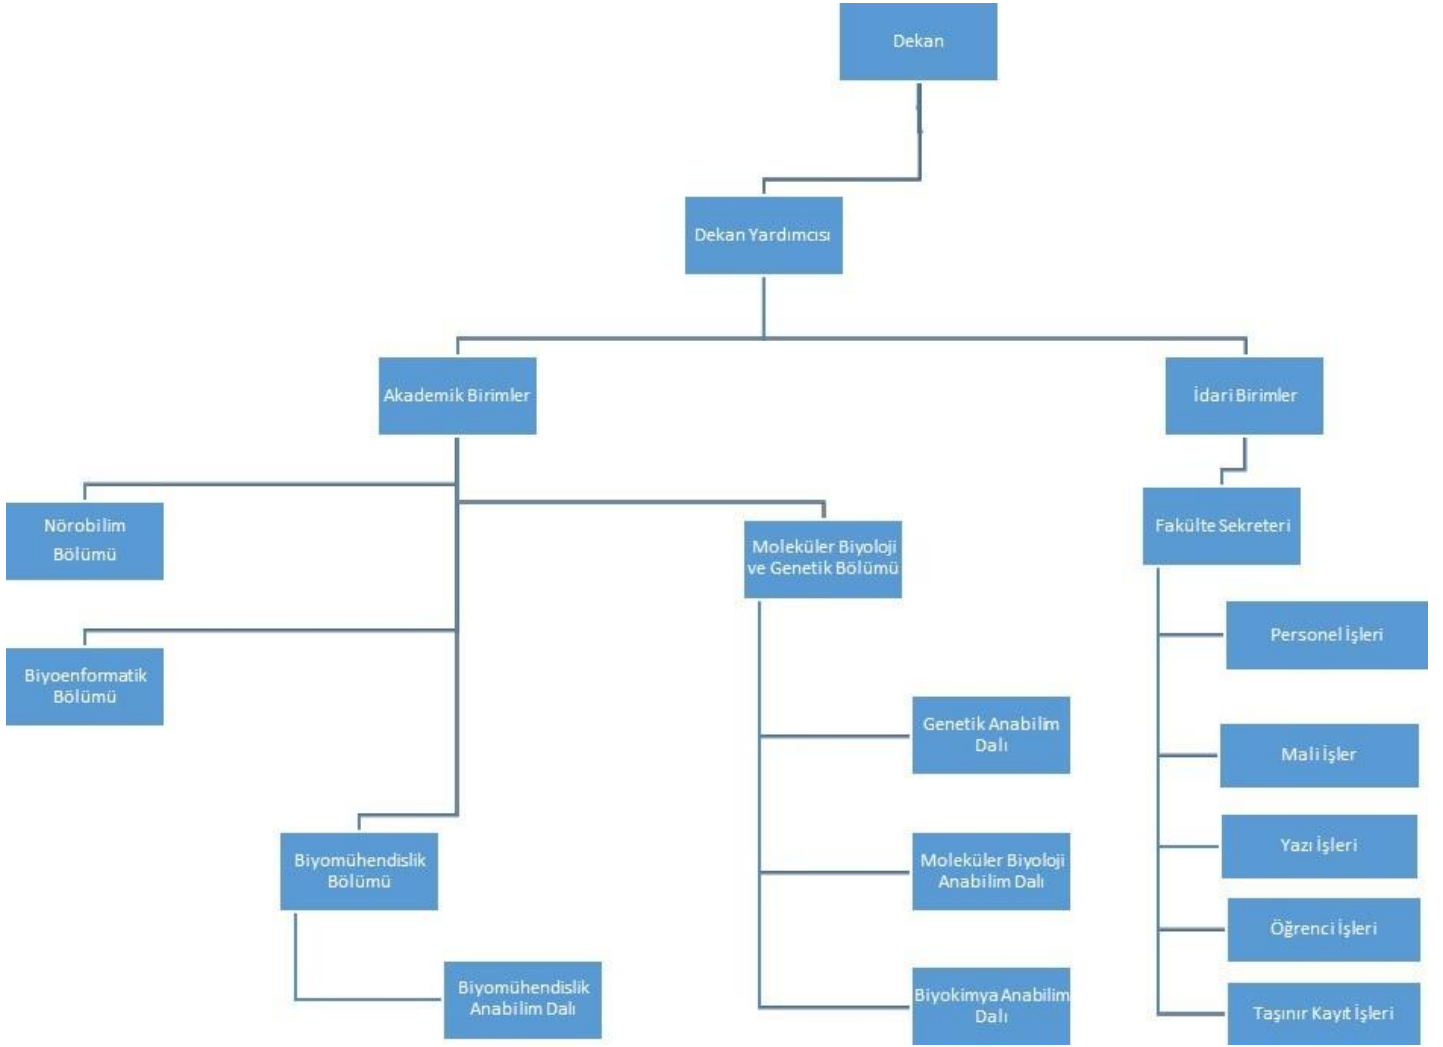 Dekan
Dekan Yardımcısı
Akademik Birimler
İdari Birimler
Nörobilim
Bölümü
Moleküler Biyoloji
ve Genetik Bölümü
Fakülte Sekreteri
Biyoenformatik
Bölümü
Personel İşleri
Genetik Anabilim
Dalı
Mali İşler
Biyomühendislik
Bölümü
Moleküler Biyoloji
Anabilim Dalı
Yazı İşleri
Öğrenci İşleri
Biyomühendislik
Anabilim Dalı
Biyokimya Anabilim
Dalı
Taşınır Kayıt İşleri